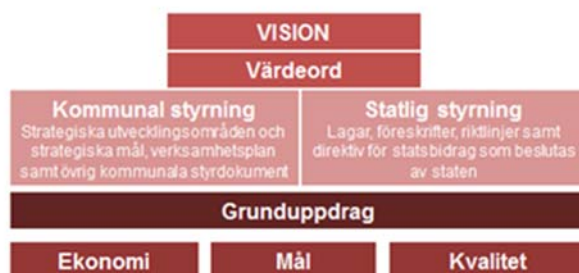 VISION
Värdeord
Kommunal styrning
Strategiska utvecklingsområden och
strategiska mål, verksamhetsplan
samt övrig kommunala styrdokument
Statlig styrning
Lagar, föreskrifter, riktlinjer samt
direktiv för statsbidrag som beslutas
av staten
Grunduppdrag
Ekonomi
Mål
Kvalitet